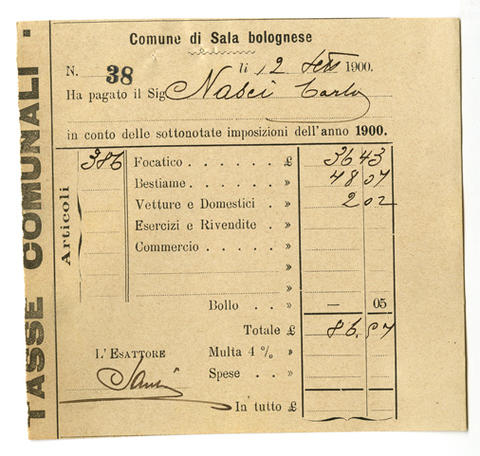 TASSE COMUNALI
Comune di Sala bolognese
N. 38 li 12 1900.
Ha pagato il Sig Carlo
in conto delle sottonotate imposizioni dell'anno 1900.
Articoli
386 Focatico . . . . . . £ 36 43
Bestiame. . . . . . . » 48 07
Vetture e Domestici . » 2 02
Esercizi e Rivendite . »
Commercio . . . . . »
»
»
Bollo . . » — 05
Totale £ 86.57
L'ESATTORE Multa 4 % . »
Spese . . »
In tutto £